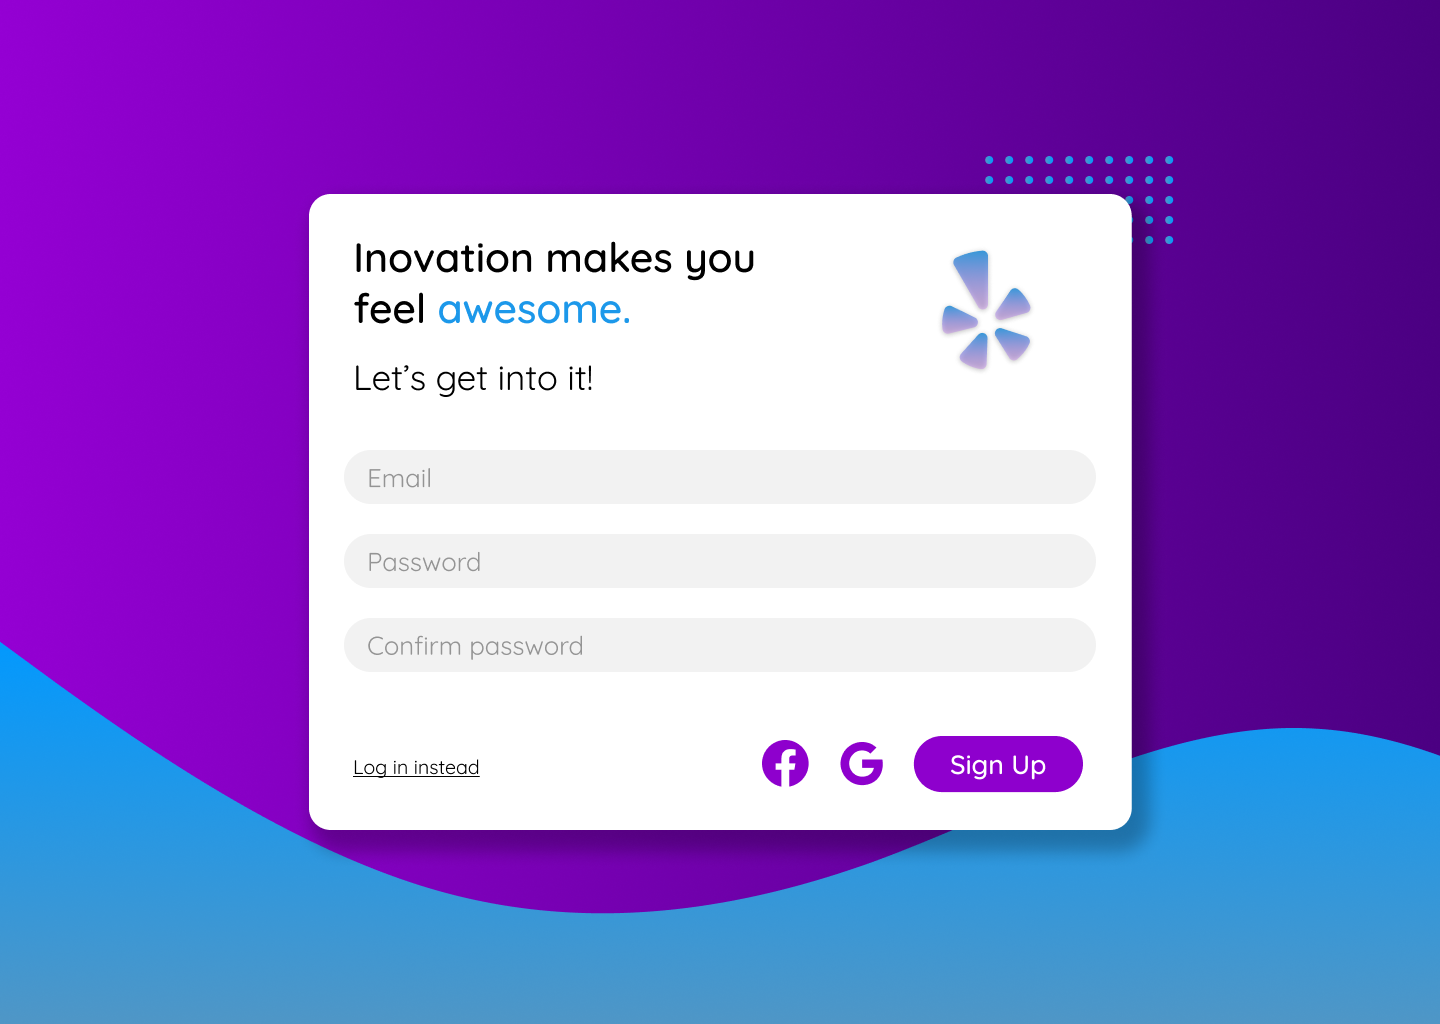 Inovation makes you
feel awesome.
Let’s get into it!
Email
Password
Confirm password
Log in instead
Sign Up